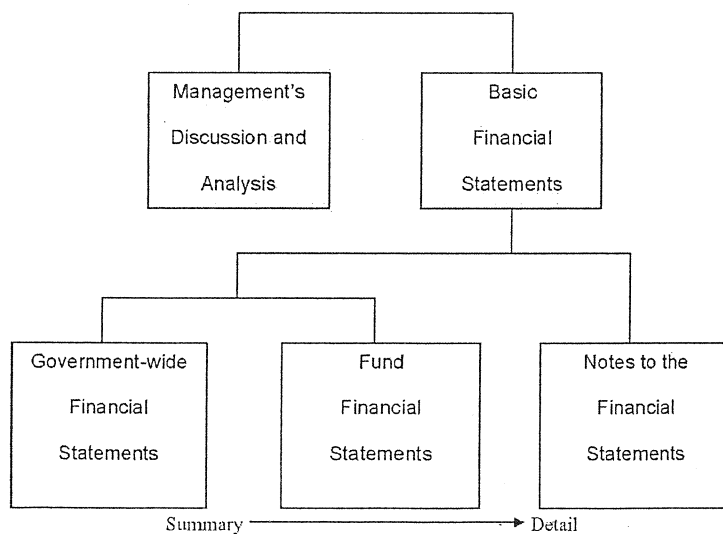 Management's
Discussion and
Analysis
Basic
Financial
Statements
Government-wide
Financial
Statements
Fund
Financial
Statements
Notes to the
Financial
Statements
Summary
Detail